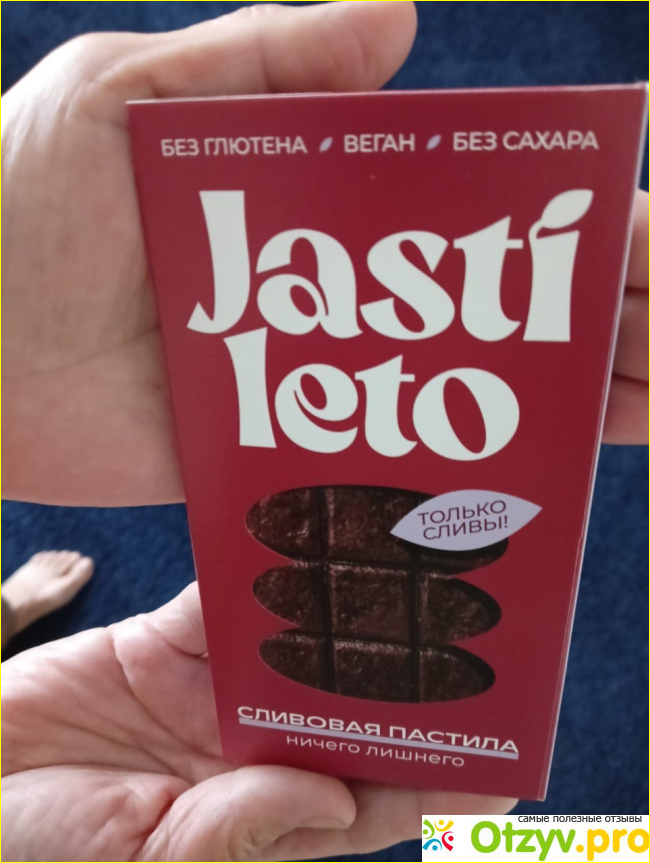 БЕЗ ГЛЮТЕНА ВЕГАН БЕЗ САХАРА
Jasti
leto
ТОЛЬКО
СЛИВЫ!
СЛИВОВАЯ ПАСТИЛА
ничего лишнего
самые полезные отзывы
Otzyv.pro